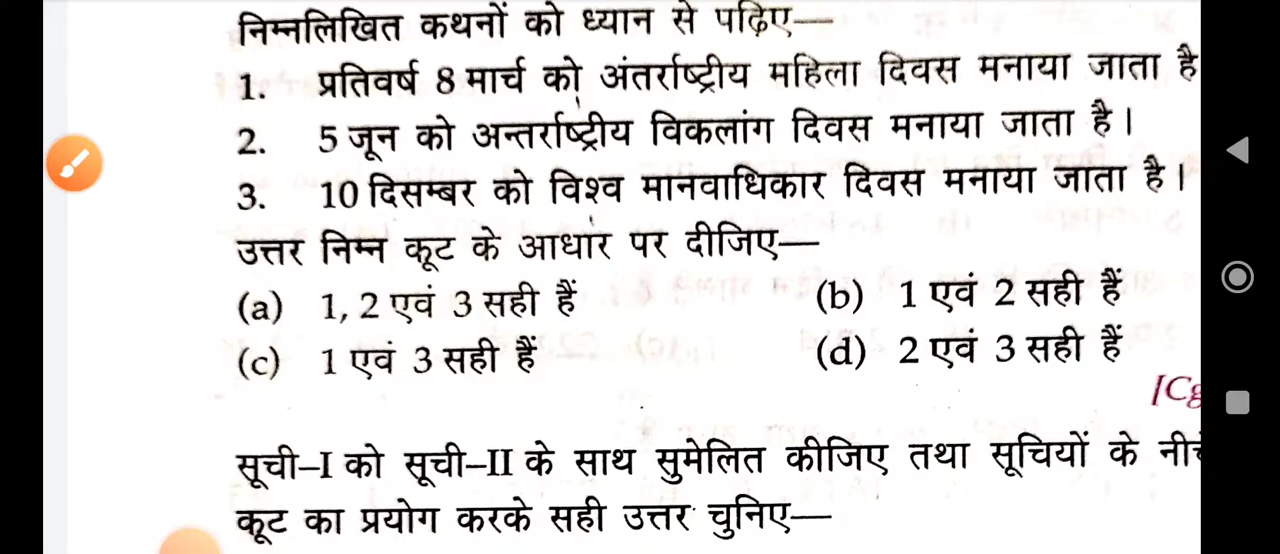 निम्नलिखित कथनों को ध्यान से पढ़िए—
1. प्रतिवर्ष 8 मार्च को अंतर्राष्ट्रीय महिला दिवस मनाया जाता है
2. 5 जून को अन्तर्राष्ट्रीय विकलांग दिवस मनाया जाता है।
3. 10 दिसम्बर को विश्व मानवाधिकार दिवस मनाया जाता है।
उत्तर निम्न कूट के आधार पर दीजिए—
(a) 1, 2 एवं 3 सही हैं (b) 1 एवं 2 सही हैं
(c) 1 एवं 3 सही हैं (d) 2 एवं 3 सही हैं
[Cg
सूची–I को सूची–II के साथ सुमेलित कीजिए तथा सूचियों के नीचे
कूट का प्रयोग करके सही उत्तर चुनिए—